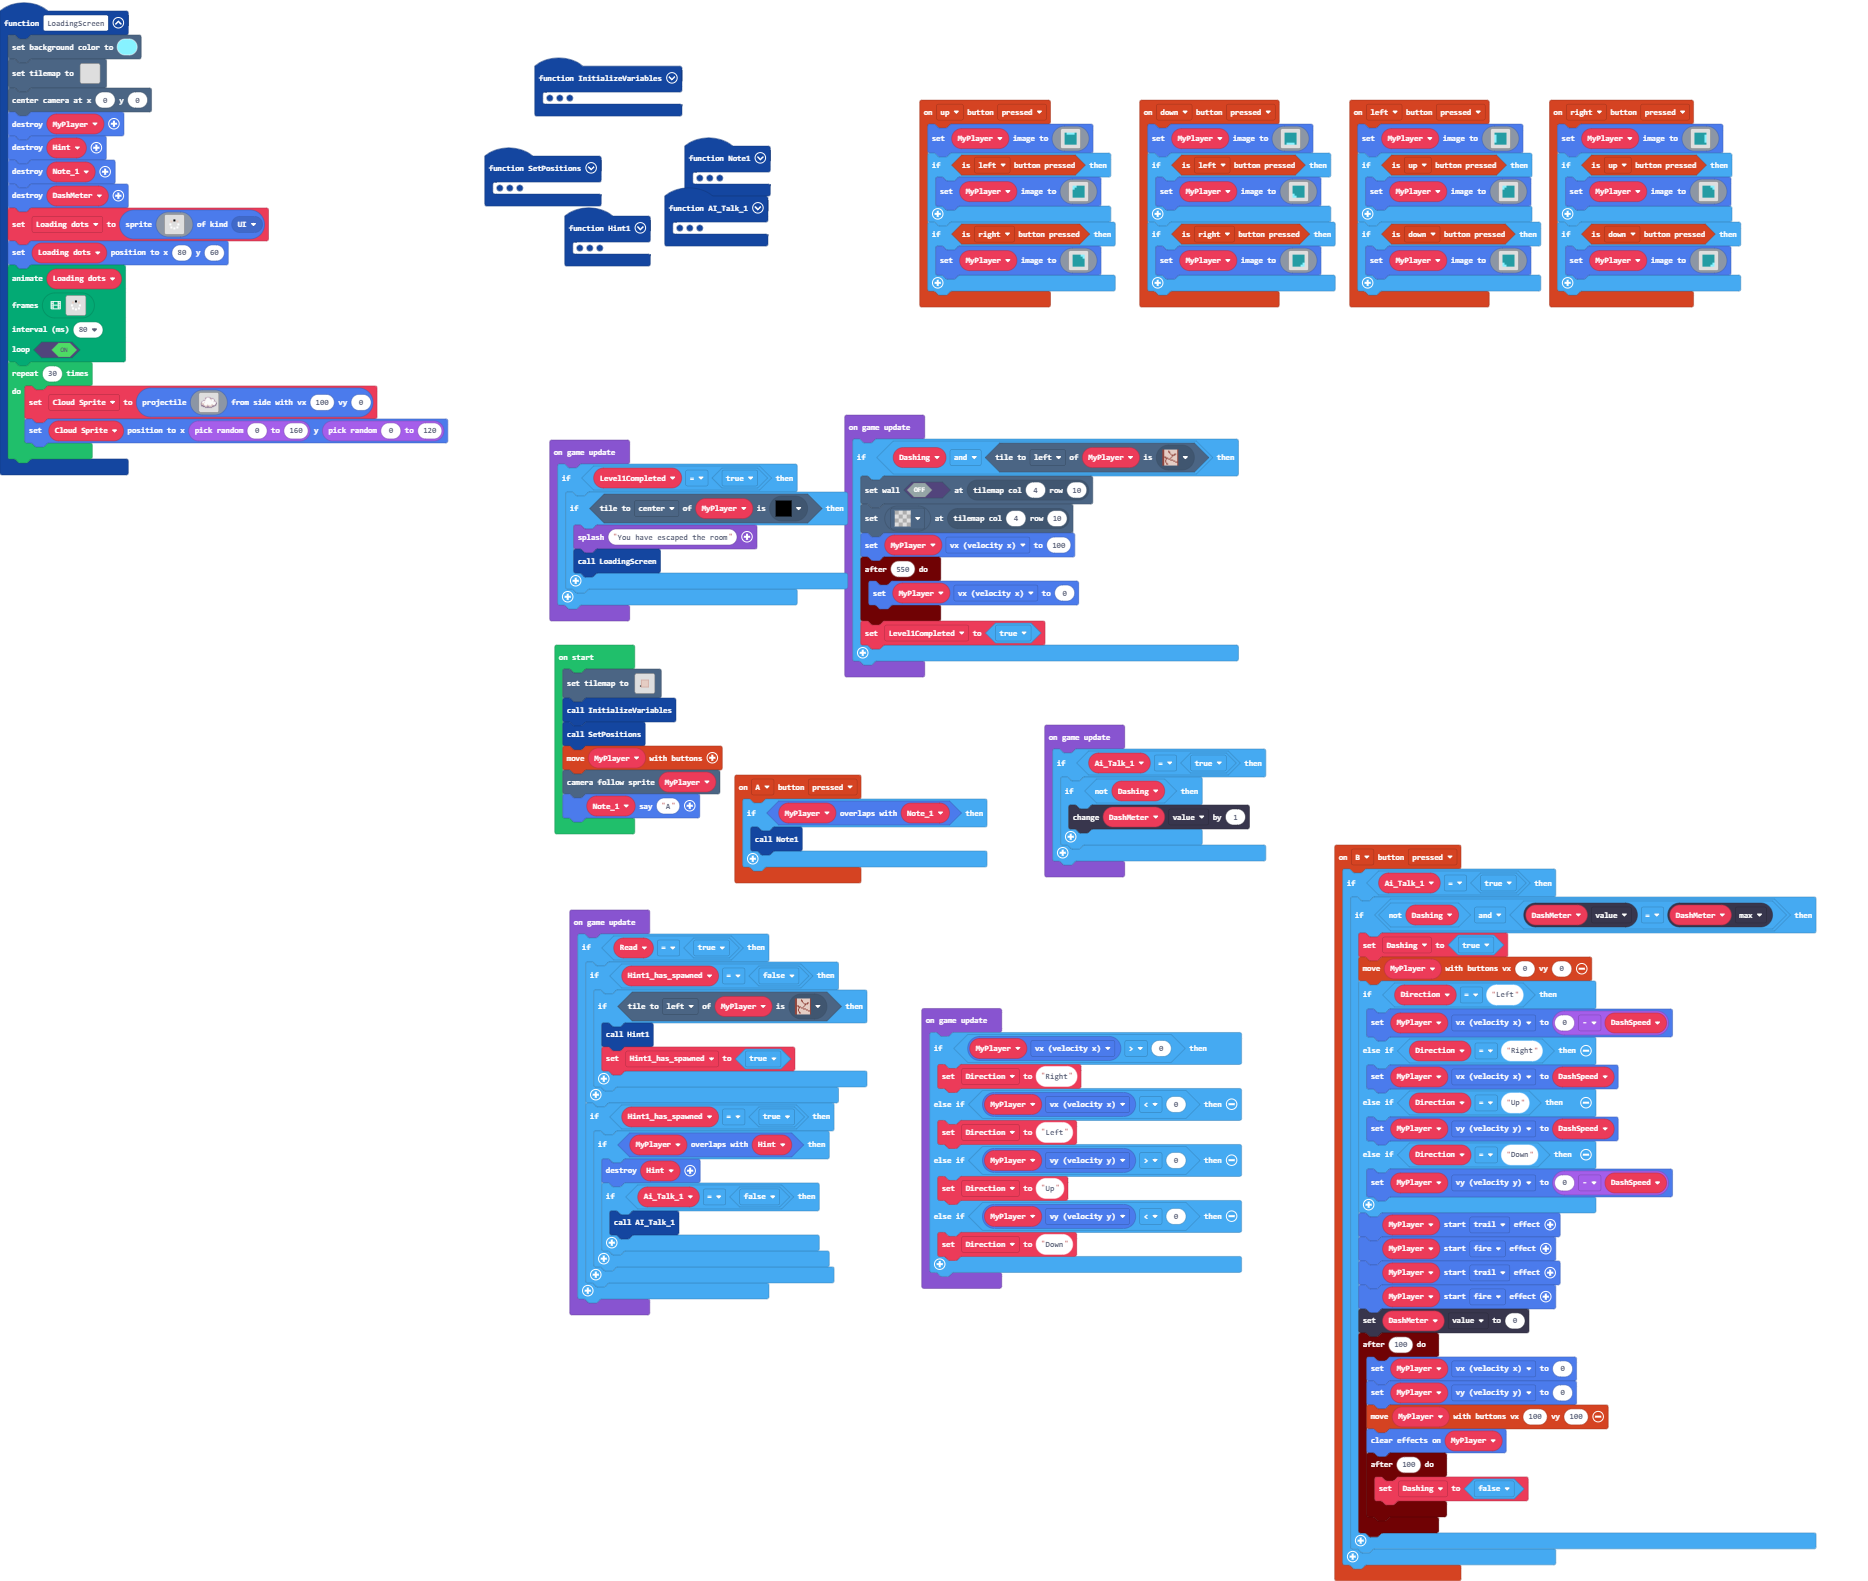 function LoadingScreen
set background color to
set tilemap to
center camera at x 0 y 0
destroy MyPlayer
destroy Hint
destroy Note_1
destroy DashMeter
set Loading dots to sprite of kind UI
set Loading dots position to x 80 y 60
animate Loading dots
frames
interval (ms) 80
loop ON
repeat 30 times
do
set Cloud Sprite to projectile from side with vx 100 vy 0
set Cloud Sprite position to x pick random 0 to 160 y pick random 0 to 120
function InitializeVariables
function SetPositions
function Note1
function AI_Talk_1
function Hint1
on up button pressed
set MyPlayer image to
if is left button pressed then
set MyPlayer image to
if is right button pressed then
set MyPlayer image to
on down button pressed
set MyPlayer image to
if is left button pressed then
set MyPlayer image to
if is right button pressed then
set MyPlayer image to
on left button pressed
set MyPlayer image to
if is up button pressed then
set MyPlayer image to
if is down button pressed then
set MyPlayer image to
on right button pressed
set MyPlayer image to
if is up button pressed then
set MyPlayer image to
if is down button pressed then
set MyPlayer image to
on game update
if Level1Completed = true then
if tile to center of MyPlayer is then
splash "You have escaped the room"
call LoadingScreen
on game update
if Dashing and tile to left of MyPlayer is then
set wall OFF at tilemap col 4 row 10
set at tilemap col 4 row 10
set MyPlayer vx (velocity x) to 100
after 550 do
set MyPlayer vx (velocity x) to 0
set Level1Completed to true
on start
set tilemap to
call InitializeVariables
call SetPositions
move MyPlayer with buttons
camera follow sprite MyPlayer
Note_1 say "A"
on A button pressed
if MyPlayer overlaps with Note_1 then
call Note1
on game update
if Ai_Talk_1 = true then
if not Dashing then
change DashMeter value by 1
on game update
if Read = true then
if Hint1_has_spawned = false then
if tile to left of MyPlayer is then
call Hint1
set Hint1_has_spawned to true
if Hint1_has_spawned = true then
if MyPlayer overlaps with Hint then
destroy Hint
if Ai_Talk_1 = false then
call AI_Talk_1
on game update
if MyPlayer vx (velocity x) > 0 then
set Direction to "Right"
else if MyPlayer vx (velocity x) < 0 then
set Direction to "Left"
else if MyPlayer vy (velocity y) > 0 then
set Direction to "Up"
else if MyPlayer vy (velocity y) < 0 then
set Direction to "Down"
on B button pressed
if Ai_Talk_1 = true then
if not Dashing and DashMeter value = DashMeter max then
set Dashing to true
move MyPlayer with buttons vx 0 vy 0
if Direction = "Left" then
set MyPlayer vx (velocity x) to 0 - DashSpeed
else if Direction = "Right" then
set MyPlayer vx (velocity x) to DashSpeed
else if Direction = "Up" then
set MyPlayer vy (velocity y) to DashSpeed
else if Direction = "Down" then
set MyPlayer vy (velocity y) to 0 - DashSpeed
MyPlayer start trail effect
MyPlayer start fire effect
MyPlayer start trail effect
MyPlayer start fire effect
set DashMeter value to 0
after 100 do
set MyPlayer vx (velocity x) to 0
set MyPlayer vy (velocity y) to 0
move MyPlayer with buttons vx 100 vy 100
clear effects on MyPlayer
after 100 do
set Dashing to false